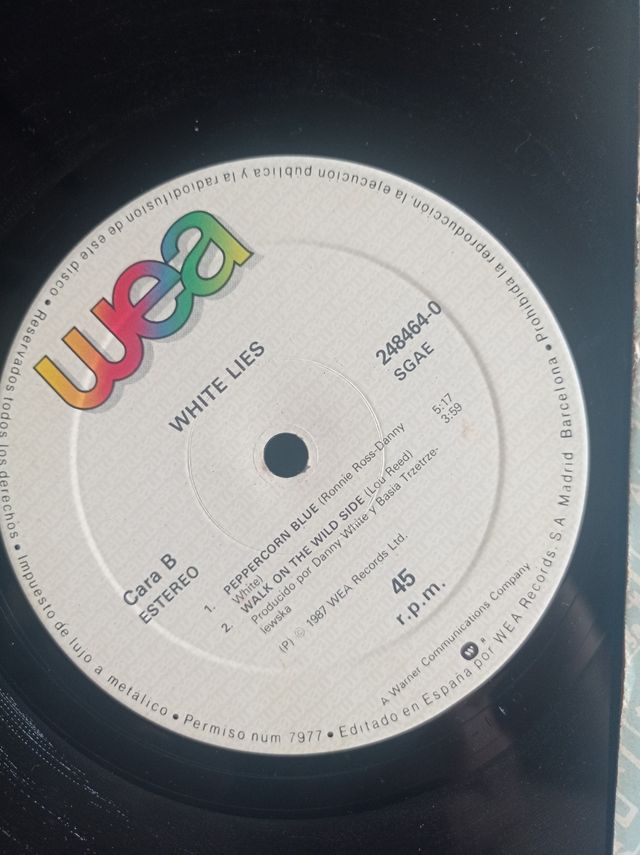 wea
WHITE LIES
248464-0
SGAE
Cara B
ESTEREO
1. PEPPERCORN BLUE (Ronnie Ross-Danny 5:17
White)
2. WALK ON THE WILD SIDE (Lou Reed) 3:59
Producido por Danny White y Basia Trzetrze-
lewska
(P) © 1987 WEA Records Ltd.
45
r.p.m.
A Warner Communications Company
Reservados todos los derechos • Impuesto de lujo a metálico • Permiso num 7977 • Editado en España por WEA Records, S.A. Madrid Barcelona • Prohibida la reproducción, la ejecución pública y la radiodifusión de este disco •